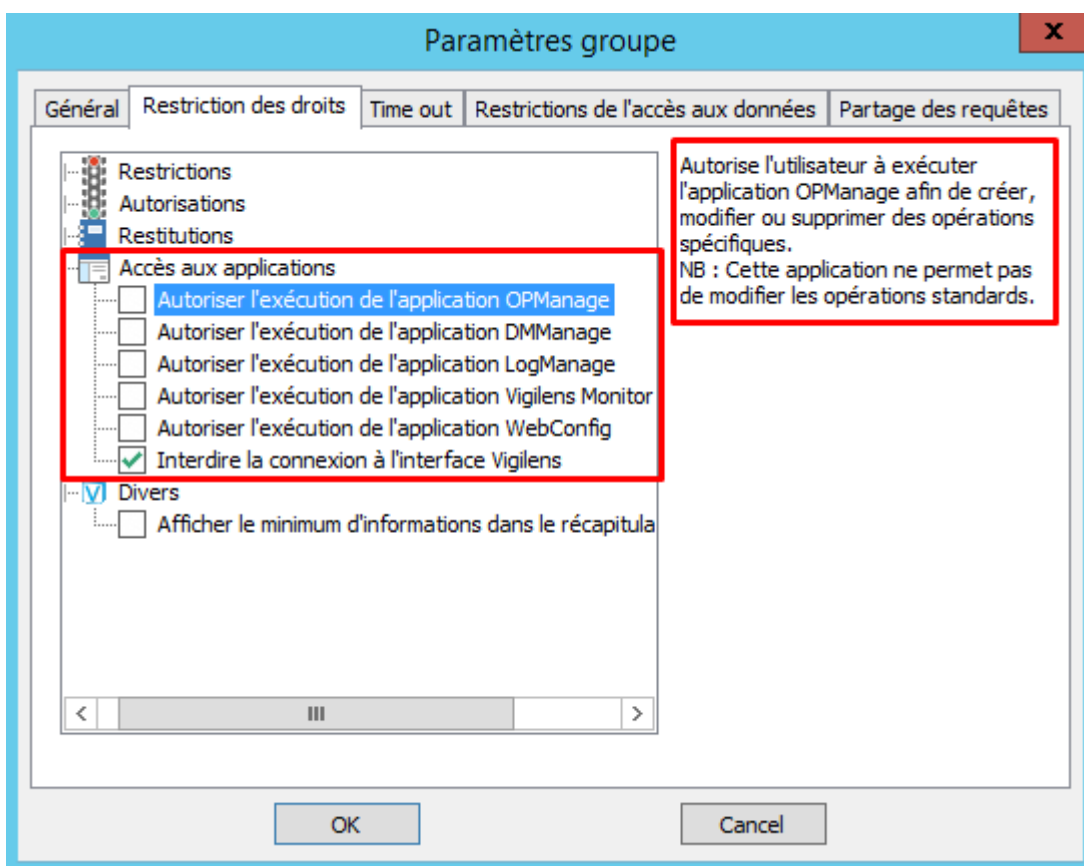 Paramètres groupe
x
Général Restriction des droits Time out Restrictions de l'accès aux données Partage des requêtes
Restrictions
Autorisations
Restitutions
Accès aux applications
Autoriser l'exécution de l'application OPManage
Autoriser l'exécution de l'application DMManage
Autoriser l'exécution de l'application LogManage
Autoriser l'exécution de l'application Vigilens Monitor
Autoriser l'exécution de l'application WebConfig
Interdire la connexion à l'interface Vigilens
Divers
Afficher le minimum d'informations dans le récapitula
Autorise l'utilisateur à exécuter
l'application OPManage afin de créer,
modifier ou supprimer des opérations
spécifiques.
NB : Cette application ne permet pas
de modifier les opérations standards.
OK Cancel